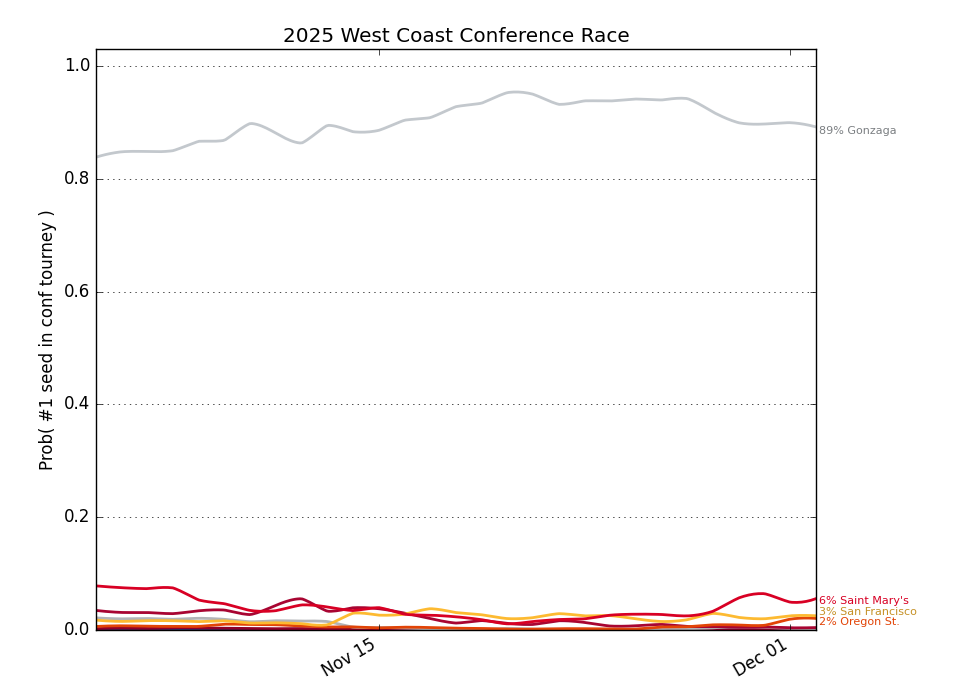 2025 West Coast Conference Race
Prob( #1 seed in conf tourney )
1.0
0.8
0.6
0.4
0.2
0.0
89% Gonzaga
6% Saint Mary's
3% San Francisco
2% Oregon St.
Nov 15
Dec 01